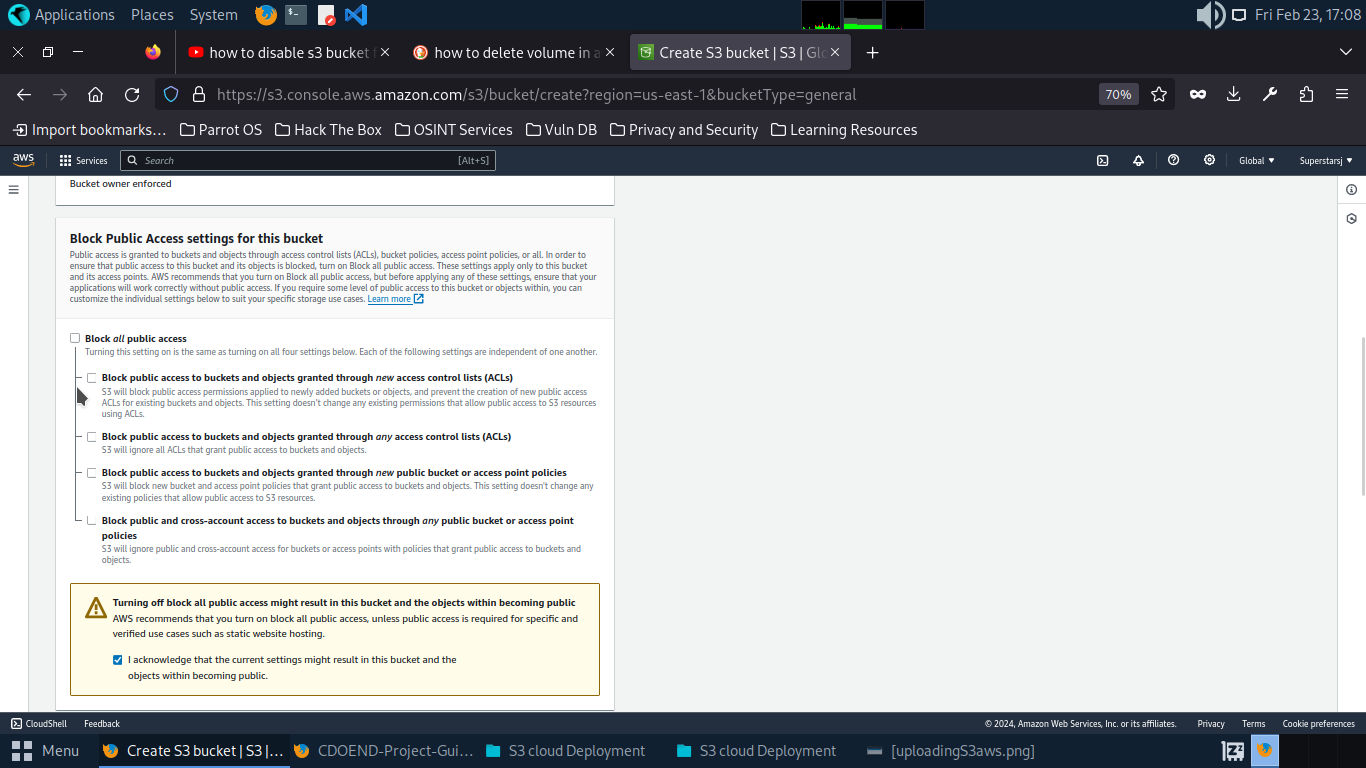 Applications Places System
Fri Feb 23, 17:08
how to disable s3 bucket f
how to delete volume in a
Create S3 bucket | S3 | Glo
https://s3.console.aws.amazon.com/s3/bucket/create?region=us-east-1&bucketType=general
70%
Import bookmarks...
Parrot OS
Hack The Box
OSINT Services
Vuln DB
Privacy and Security
Learning Resources
aws
Services
Search
[Alt+S]
Global
Superstarsj
Bucket owner enforced
Block Public Access settings for this bucket
Public access is granted to buckets and objects through access control lists (ACLs), bucket policies, access point policies, or all. In order to
ensure that public access to this bucket and its objects is blocked, turn on Block all public access. These settings apply only to this bucket
and its access points. AWS recommends that you turn on Block all public access, but before applying any of these settings, ensure that your
applications will work correctly without public access. If you require some level of public access to this bucket or objects within, you can
customize the individual settings below to suit your specific storage use cases. Learn more
Block all public access
Turning this setting on is the same as turning on all four settings below. Each of the following settings are independent of one another.
Block public access to buckets and objects granted through new access control lists (ACLs)
S3 will block public access permissions applied to newly added buckets or objects, and prevent the creation of new public access
ACLs for existing buckets and objects. This setting doesn't change any existing permissions that allow public access to S3 resources
using ACLs.
Block public access to buckets and objects granted through any access control lists (ACLs)
S3 will ignore all ACLs that grant public access to buckets and objects.
Block public access to buckets and objects granted through new public bucket or access point policies
S3 will block new bucket and access point policies that grant public access to buckets and objects. This setting doesn't change any
existing policies that allow public access to S3 resources.
Block public and cross-account access to buckets and objects through any public bucket or access point
policies
S3 will ignore public and cross-account access for buckets or access points with policies that grant public access to buckets and
objects.
Turning off block all public access might result in this bucket and the objects within becoming public
AWS recommends that you turn on block all public access, unless public access is required for specific and
verified use cases such as static website hosting.
I acknowledge that the current settings might result in this bucket and the
objects within becoming public.
CloudShell
Feedback
© 2024, Amazon Web Services, Inc. or its affiliates.
Privacy
Terms
Cookie preferences
Menu
Create S3 bucket | S3 |...
CDOEND-Project-Gui...
S3 cloud Deployment
S3 cloud Deployment
[uploadingS3aws.png]